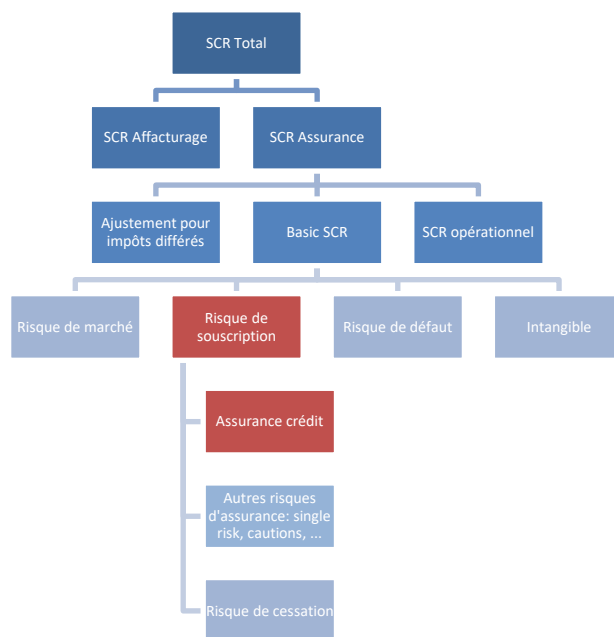 SCR Total
SCR Affacturage
SCR Assurance
Ajustement pour
impôts différés
Basic SCR
SCR opérationnel
Risque de marché
Risque de
souscription
Risque de défaut
Intangible
Assurance crédit
Autres risques
d'assurance: single
risk, cautions, ...
Risque de cessation